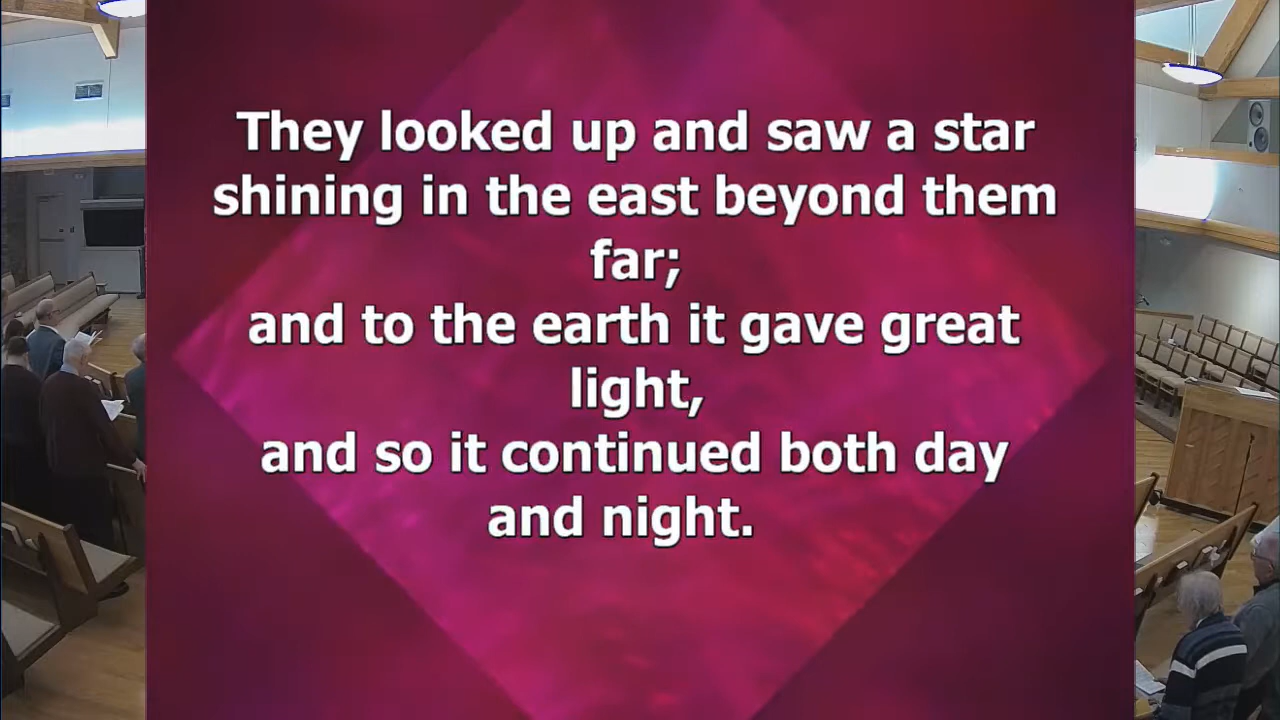 They looked up and saw a star
shining in the east beyond them
far;
and to the earth it gave great
light,
and so it continued both day
and night.